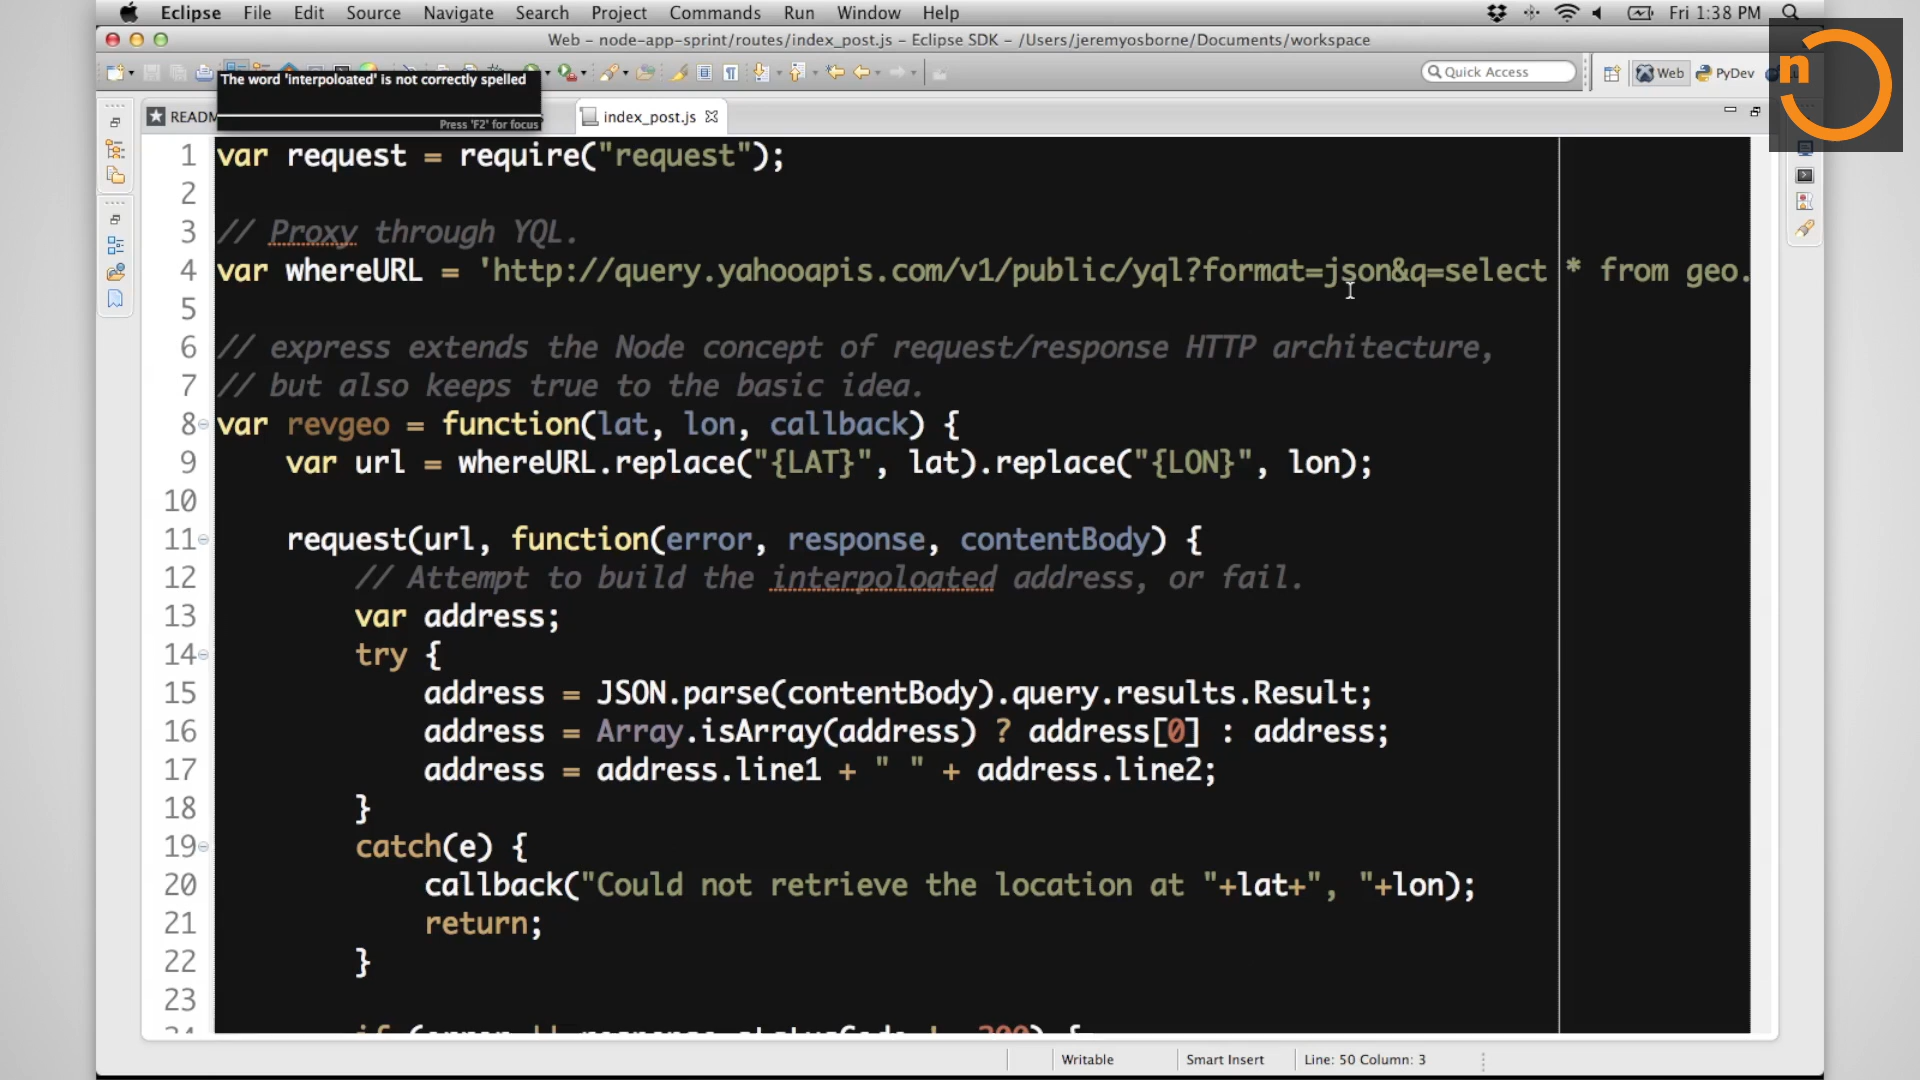 Eclipse File Edit Source Navigate Search Project Commands Run Window Help Fri 1:38 PM
Web - node-app-sprint/routes/index_post.js - Eclipse SDK - /Users/jeremyosborne/Documents/workspace
The word 'interpoloated' is not correctly spelled
Press 'F2' for focus
Quick Access Web PyDev
n
READM index_post.js
1 var request = require("request");
2
3 // Proxy through YQL.
4 var whereURL = 'http://query.yahooapis.com/v1/public/yql?format=json&q=select * from geo.
5
6 // express extends the Node concept of request/response HTTP architecture,
7 // but also keeps true to the basic idea.
8 var revgeo = function(lat, lon, callback) {
9 var url = whereURL.replace("{LAT}", lat).replace("{LON}", lon);
10
11 request(url, function(error, response, contentBody) {
12 // Attempt to build the interpoloated address, or fail.
13 var address;
14 try {
15 address = JSON.parse(contentBody).query.results.Result;
16 address = Array.isArray(address) ? address[0] : address;
17 address = address.line1 + " " + address.line2;
18 }
19 catch(e) {
20 callback("Could not retrieve the location at "+lat+", "+lon);
21 return;
22 }
23
Writable Smart Insert Line: 50 Column: 3